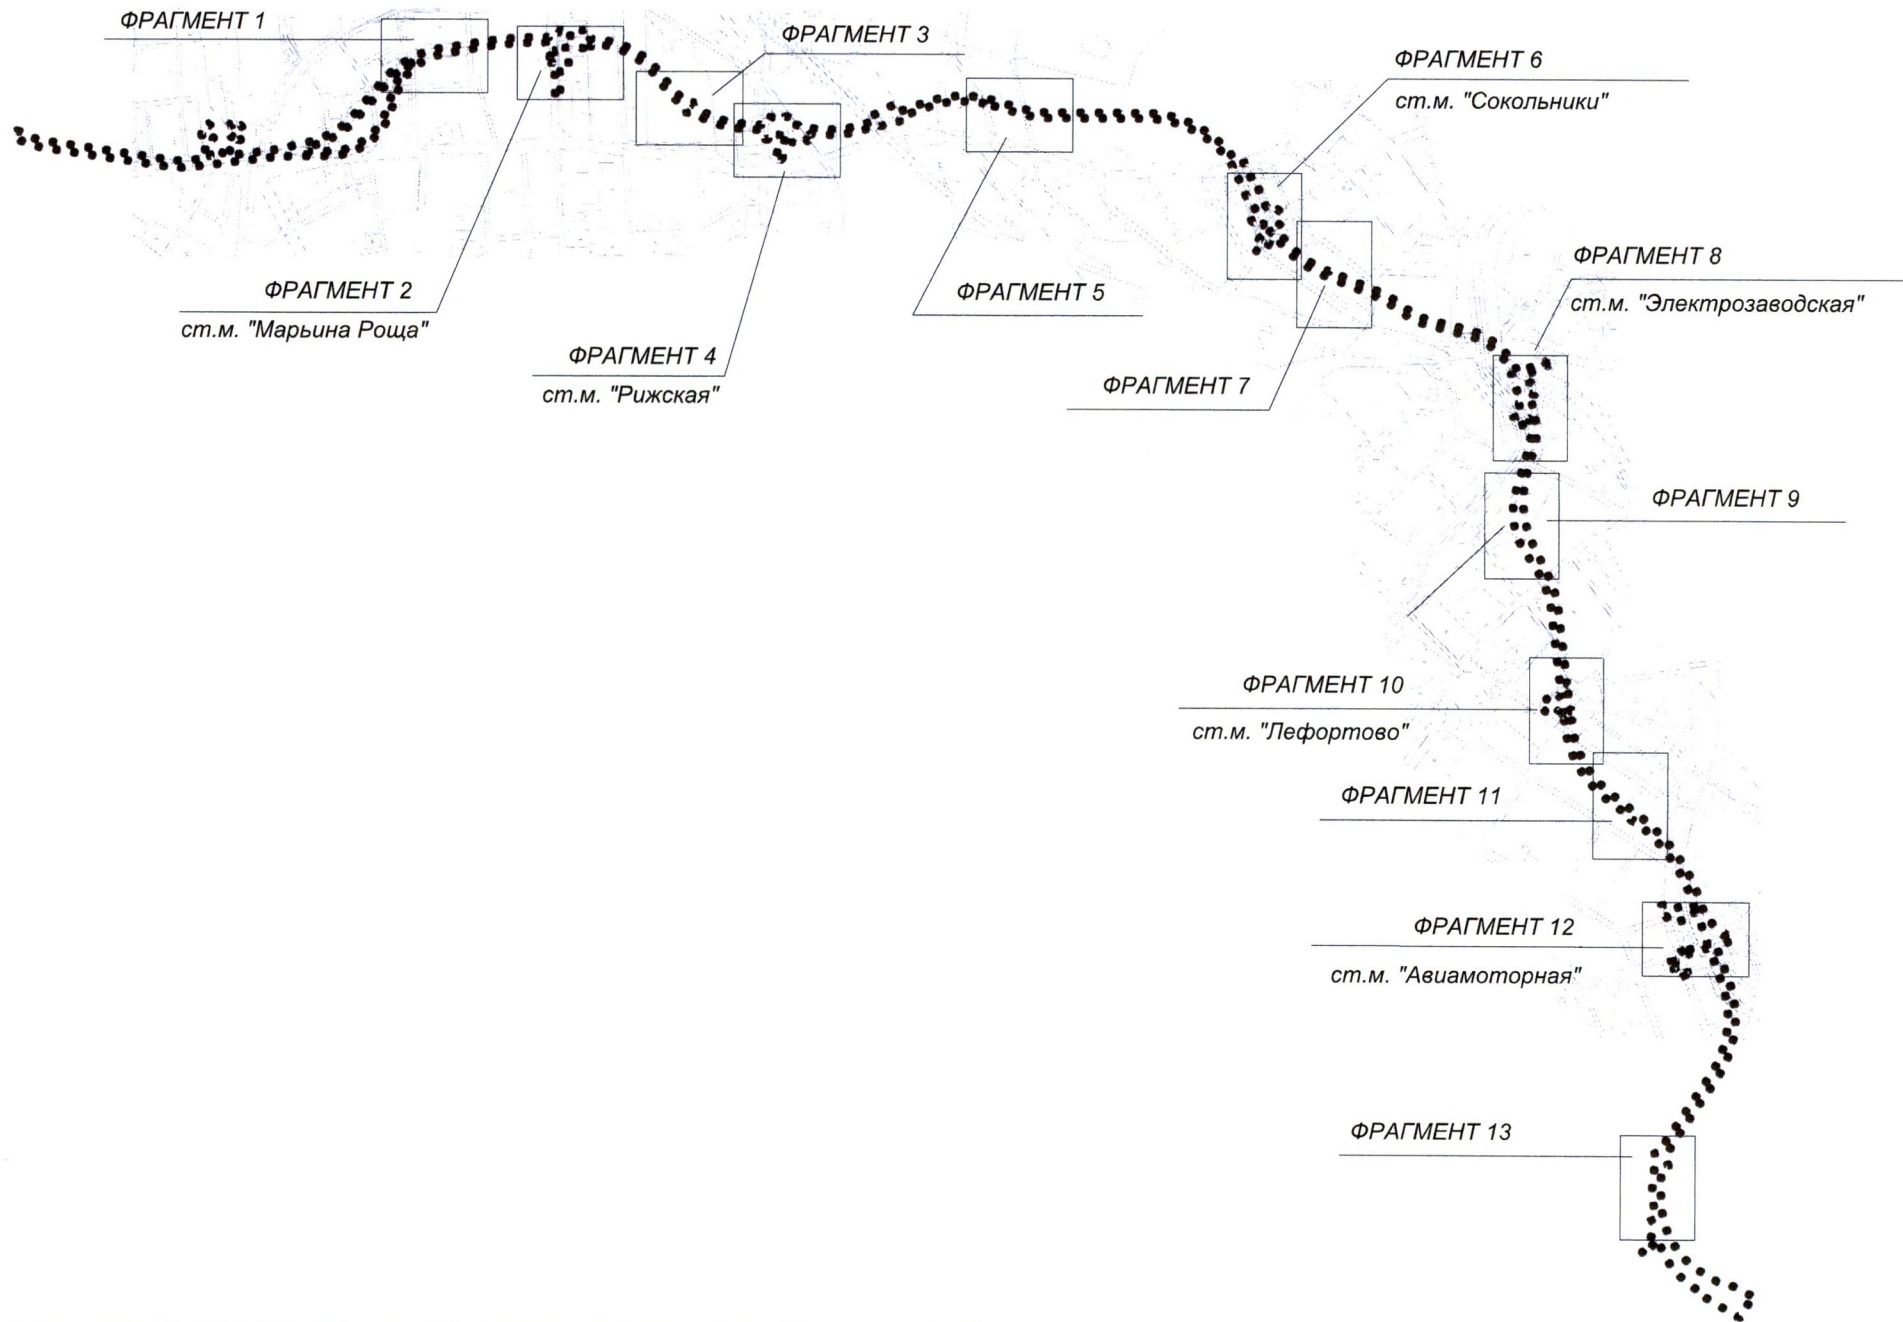 ФРАГМЕНТ 1
ФРАГМЕНТ 3
ФРАГМЕНТ 6
ст.м. "Сокольники"
ФРАГМЕНТ 2
ст.м. "Марьина Роща"
ФРАГМЕНТ 5
ФРАГМЕНТ 8
ст.м. "Электрозаводская"
ФРАГМЕНТ 4
ст.м. "Рижская"
ФРАГМЕНТ 7
ФРАГМЕНТ 9
ФРАГМЕНТ 10
ст.м. "Лефортово"
ФРАГМЕНТ 11
ФРАГМЕНТ 12
ст.м. "Авиамоторная"
ФРАГМЕНТ 13